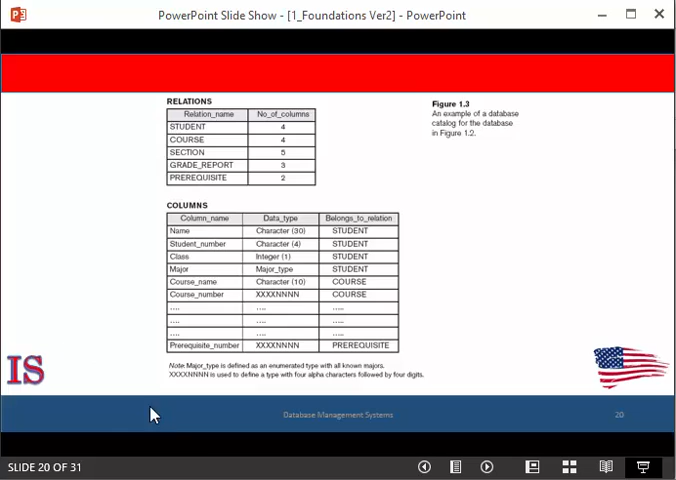 PowerPoint Slide Show - [1_Foundations Ver2] - PowerPoint
RELATIONS
Relation_name No_of_columns
STUDENT 4
COURSE 4
SECTION 5
GRADE_REPORT 3
PREREQUISITE 2
Figure 1.3
An example of a database
catalog for the database
in Figure 1.2.
COLUMNS
Column_name Data_type Belongs_to_relation
Name Character (30) STUDENT
Student_number Character (4) STUDENT
Class Integer (1) STUDENT
Major Major_type STUDENT
Course_name Character (10) COURSE
Course_number XXXXNNNN COURSE
.... .... .....
.... .... .....
.... .... .....
Prerequisite_number XXXXNNNN PREREQUISITE
Note: Major_type is defined as an enumerated type with all known majors.
XXXXNNNN is used to define a type with four alpha characters followed by four digits.
IS
Database Management Systems 20
SLIDE 20 OF 31